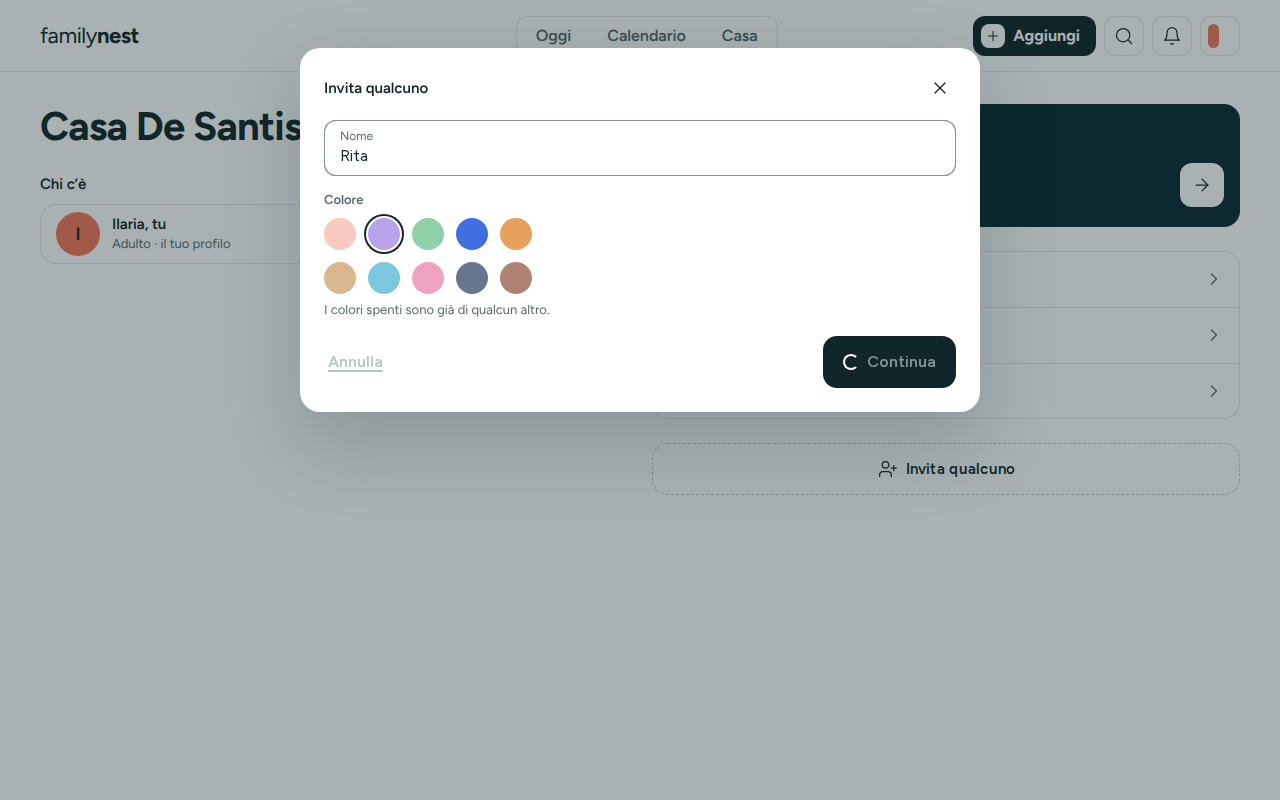 familynest
Oggi
Calendario
Casa
Aggiungi
Invita qualcuno
Nome
Rita
Casa De Santis
Chi c'è
Colore
I
Ilaria, tu
Adulto · il tuo profilo
I colori spenti sono già di qualcun altro.
Annulla
Continua
Invita qualcuno